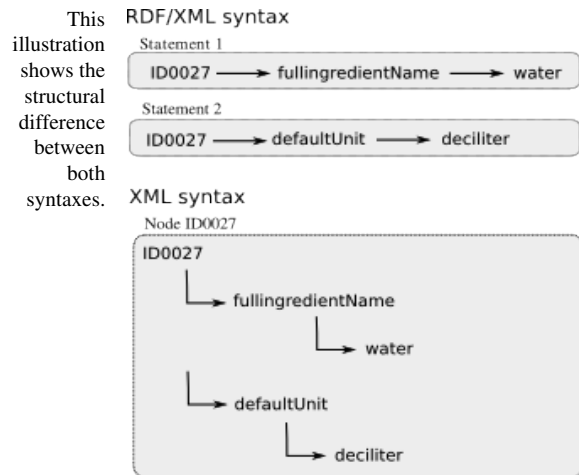 This
illustration
shows the
structural
difference
between
both
syntaxes.
RDF/XML syntax
Statement 1
ID0027 fullingredientName water
Statement 2
ID0027 defaultUnit deciliter
XML syntax
Node ID0027
ID0027
fullingredientName
water
defaultUnit
deciliter